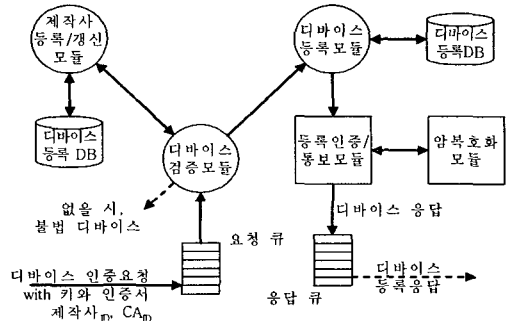 제작사
등록/갱신
모듈
디바이스
등록 DB
디바이스
검증모듈
없을 시,
불법 디바이스
요청 큐
디바이스 인증요청
with 키와 인증서
제작사ID, CAID
디바이스
등록모듈
디바이스
등록DB
등록인증/
통보모듈
암복호화
모듈
디바이스 응답
응답 큐
디바이스
등록응답